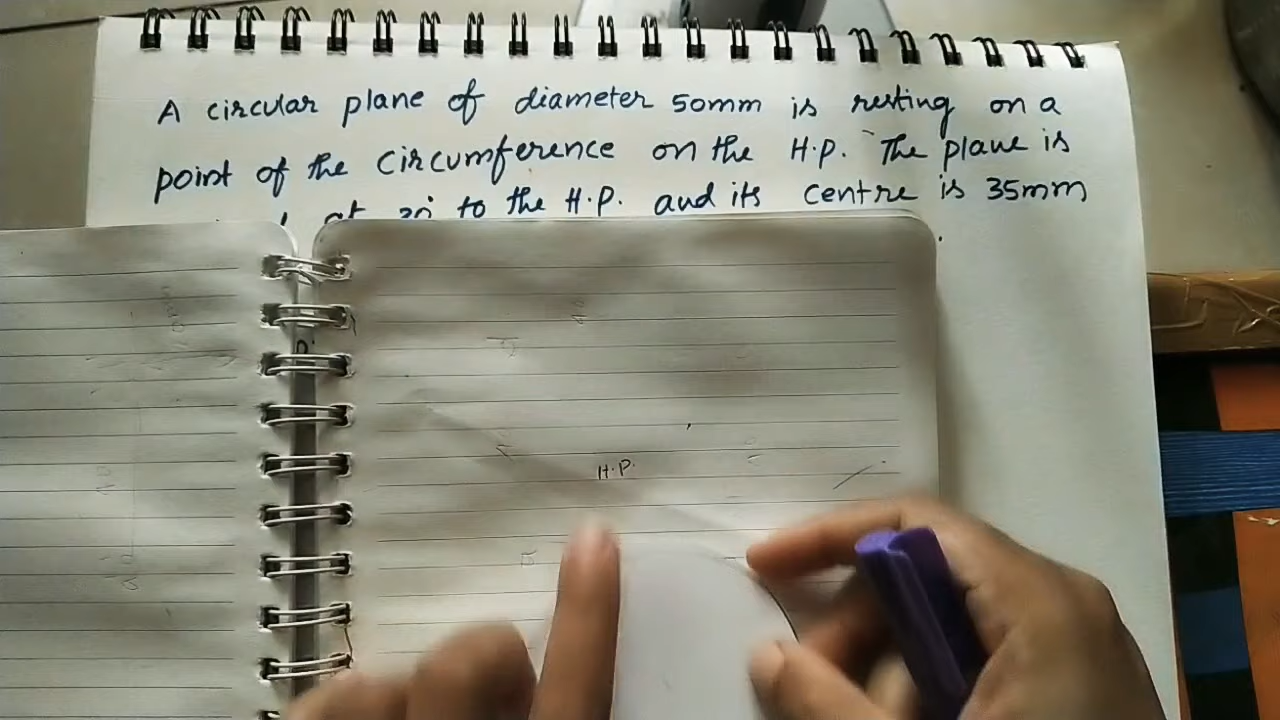 A circular plane of diameter 50mm is resting on a
point of the circumference on the H.P. The plane is
at to the H.P. and its centre is 35mm
H.P.